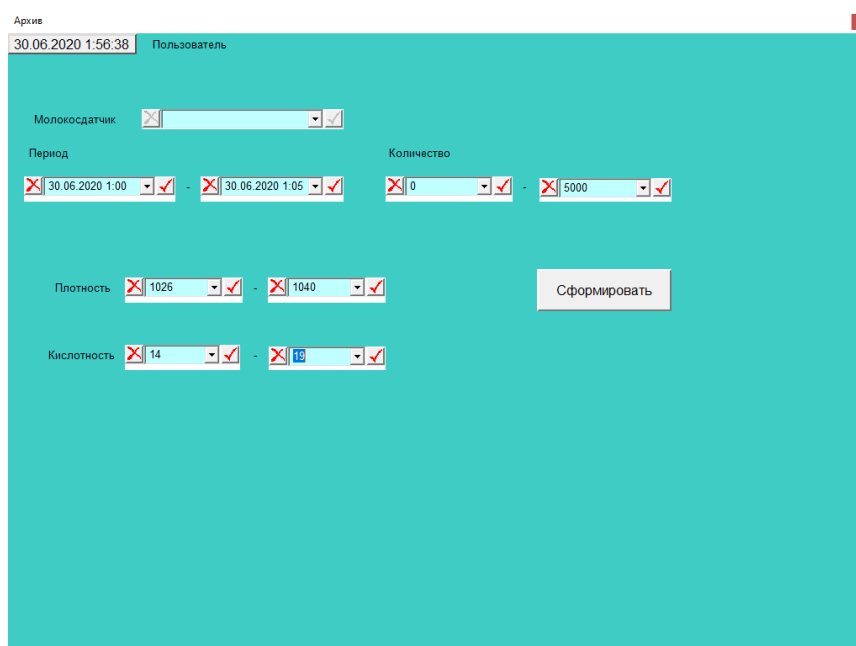 Архив
30.06.2020 1:56:38 Пользователь
Молокосдатчик
Период Количество
30.06.2020 1:00 - 30.06.2020 1:05 0 - 5000
Плотность 1026 - 1040 Сформировать
Кислотность 14 - 19